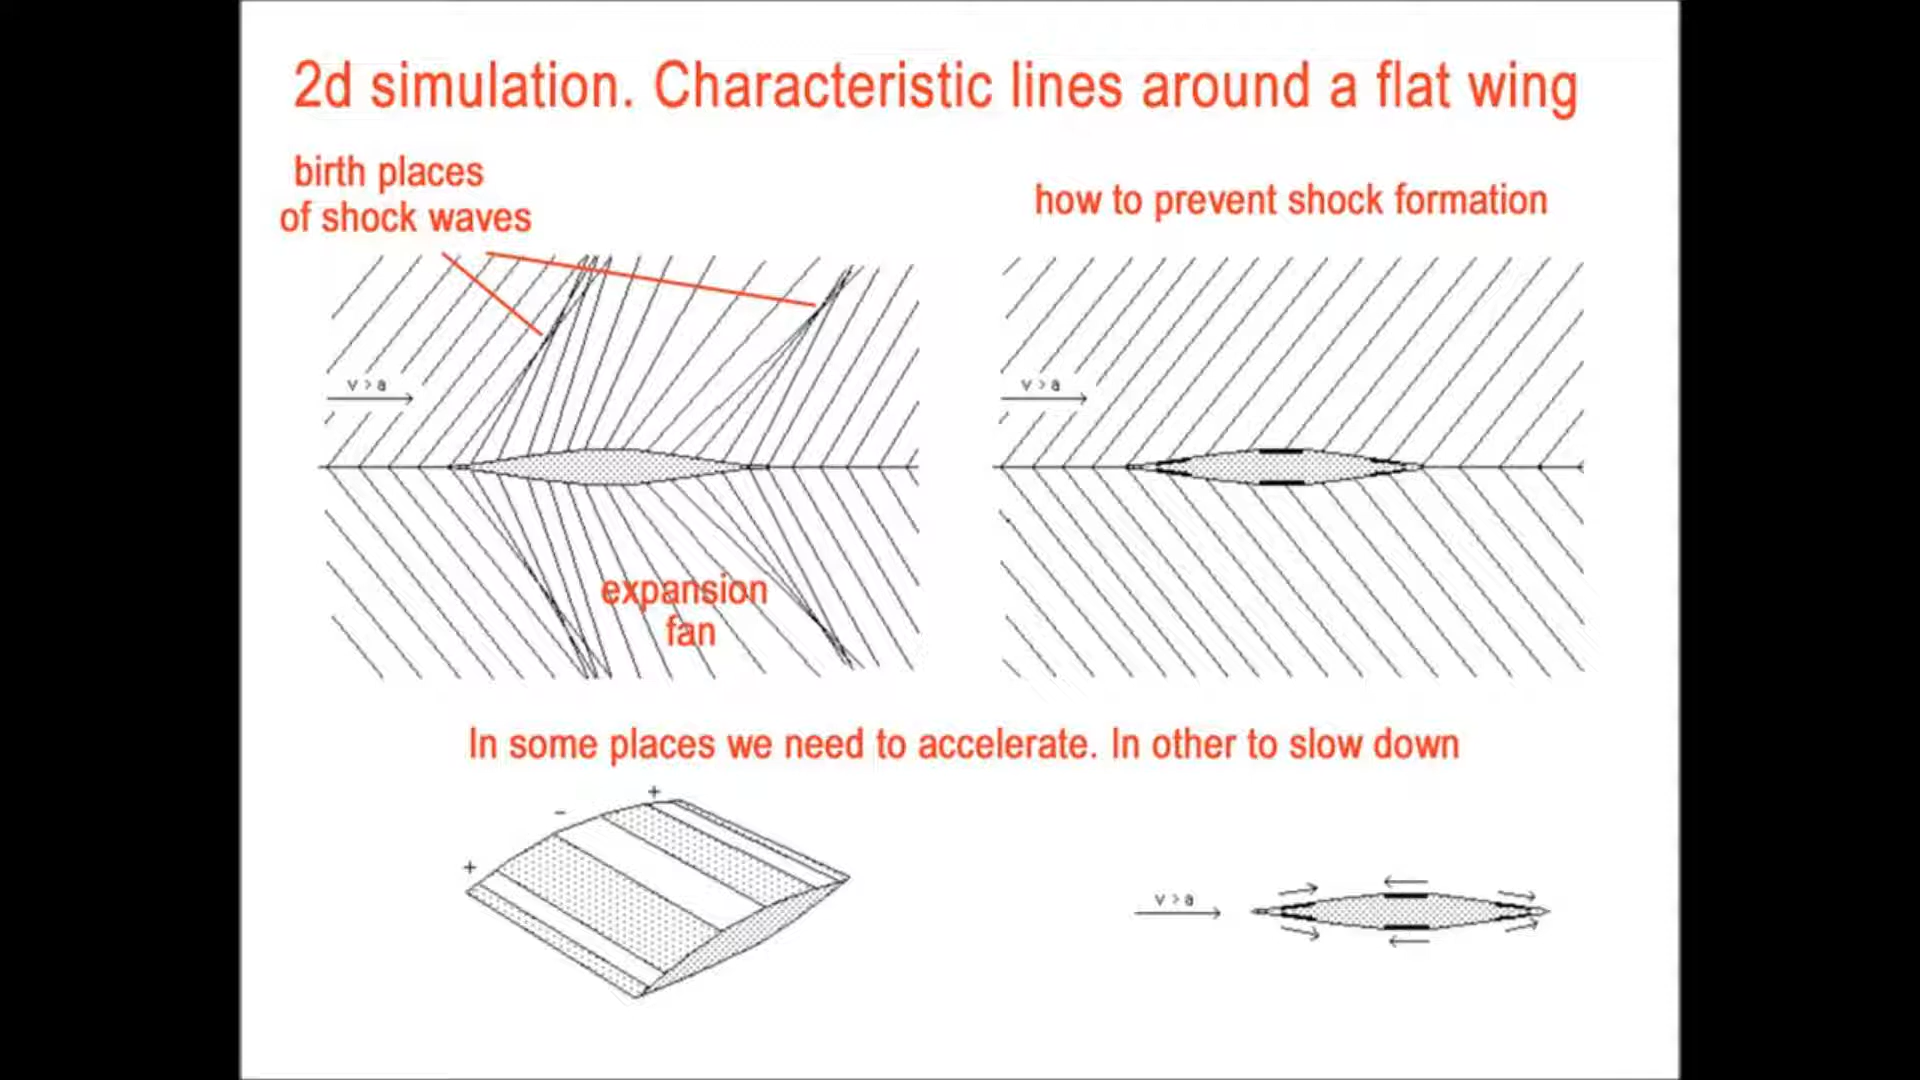 2d simulation. Characteristic lines around a flat wing
birth places
of shock waves
how to prevent shock formation
v > a
v > a
expansion
fan
In some places we need to accelerate. In other to slow down
+
−
+
v > a